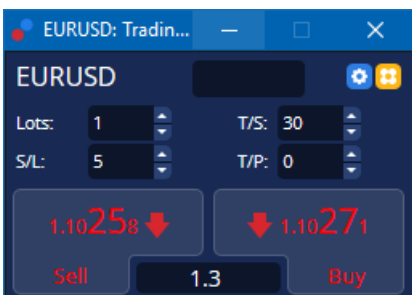 EURUSD: Tradin...
EURUSD
Lots: 1 T/S: 30
S/L: 5 T/P: 0
1.10258 1.10271
Sell 1.3 Buy